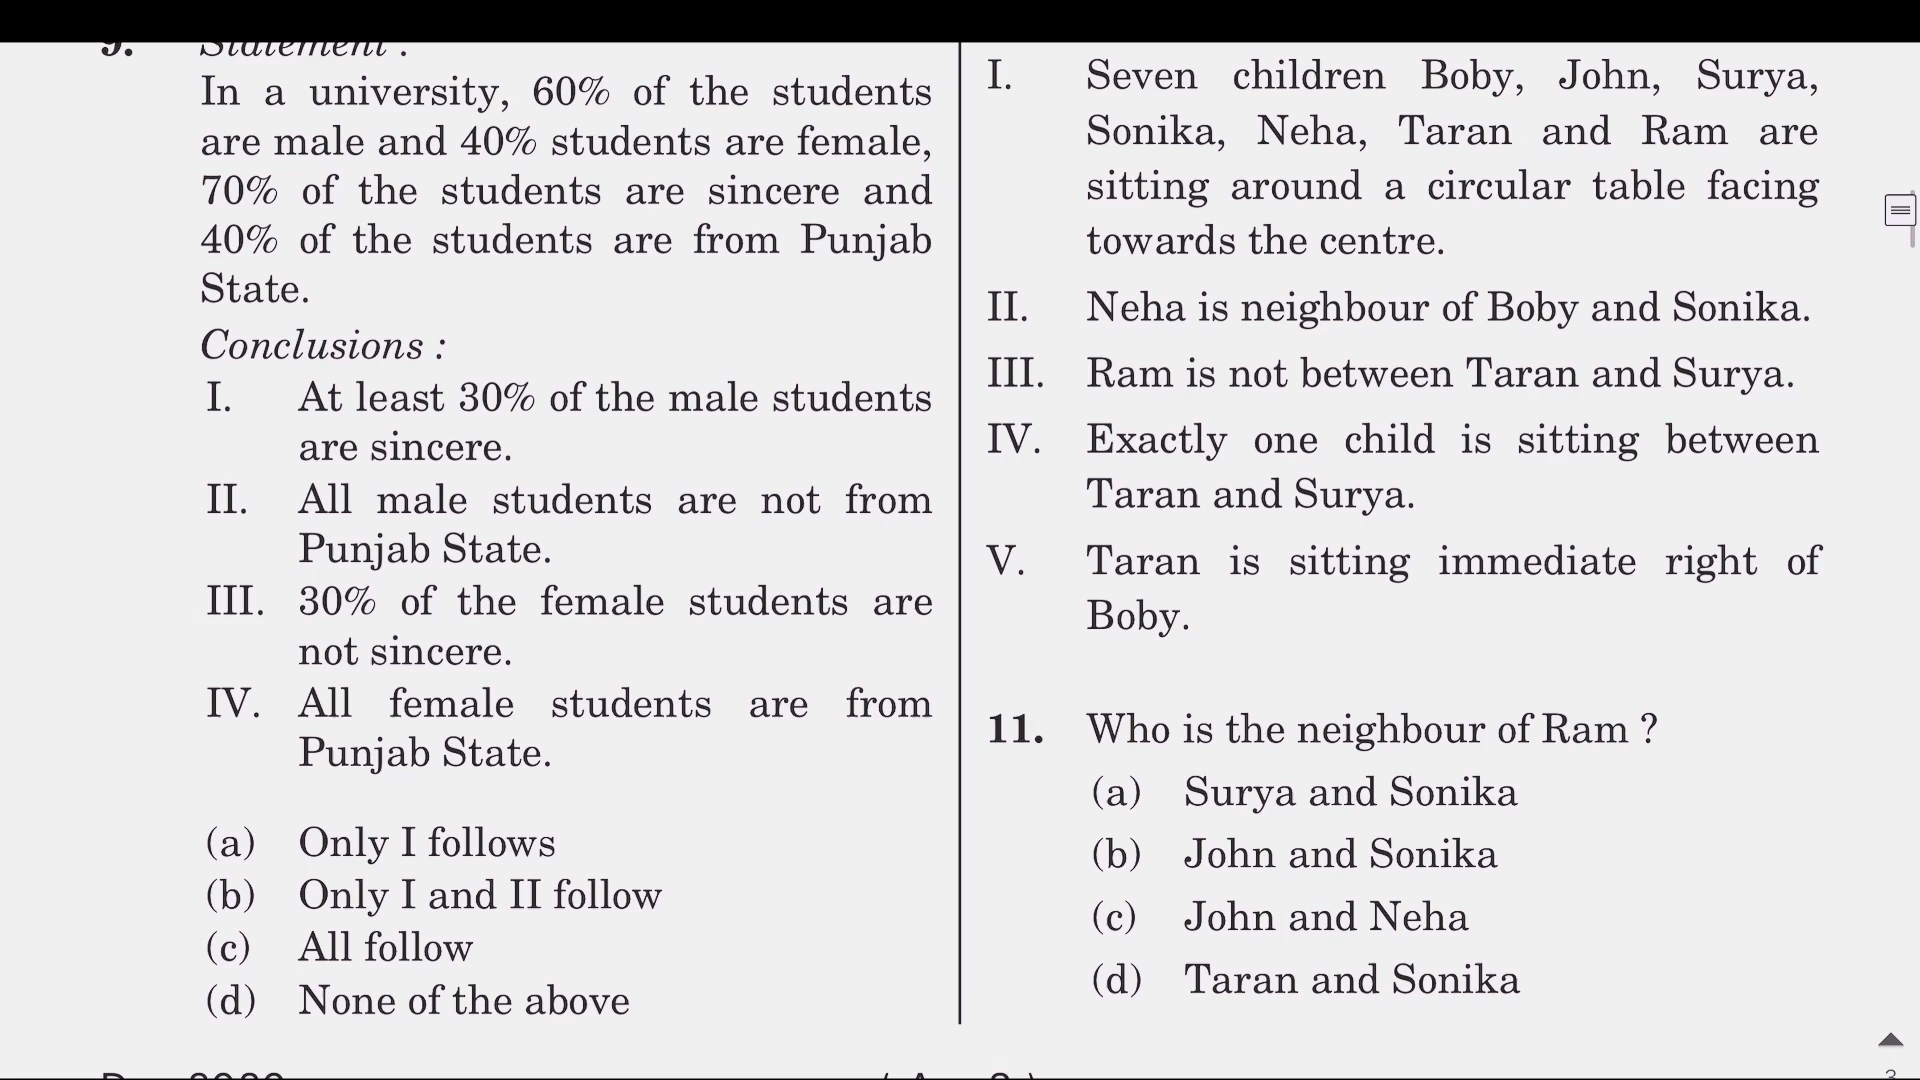 9. Statement :
In a university, 60% of the students
are male and 40% students are female,
70% of the students are sincere and
40% of the students are from Punjab
State.
Conclusions :
I. At least 30% of the male students
are sincere.
II. All male students are not from
Punjab State.
III. 30% of the female students are
not sincere.
IV. All female students are from
Punjab State.
(a) Only I follows
(b) Only I and II follow
(c) All follow
(d) None of the above
I. Seven children Boby, John, Surya,
Sonika, Neha, Taran and Ram are
sitting around a circular table facing
towards the centre.
II. Neha is neighbour of Boby and Sonika.
III. Ram is not between Taran and Surya.
IV. Exactly one child is sitting between
Taran and Surya.
V. Taran is sitting immediate right of
Boby.
11. Who is the neighbour of Ram ?
(a) Surya and Sonika
(b) John and Sonika
(c) John and Neha
(d) Taran and Sonika